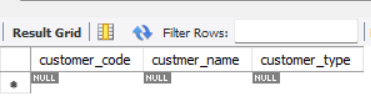 Result Grid Filter Rows:
customer_code custmer_name customer_type
NULL NULL NULL